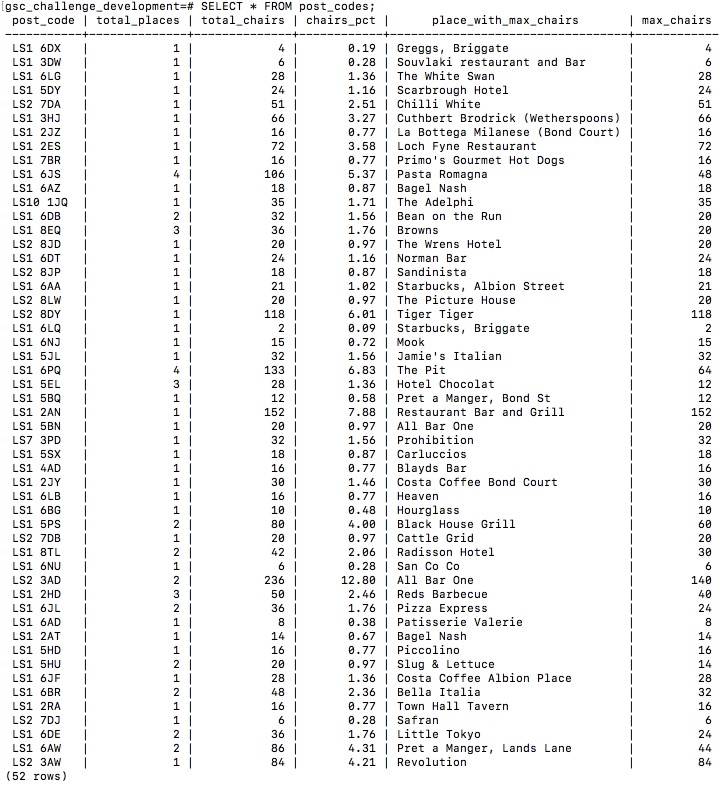 [gsc_challenge_development=# SELECT * FROM post_codes;
post_code | total_places | total_chairs | chairs_pct | place_with_max_chairs | max_chairs
LS1 6DX | 1 | 4 | 0.19 | Greggs, Briggate | 4
LS1 3DW | 1 | 6 | 0.28 | Souvlaki restaurant and Bar | 6
LS1 6LG | 1 | 28 | 1.36 | The White Swan | 28
LS1 5DY | 1 | 24 | 1.16 | Scarbrough Hotel | 24
LS2 7DA | 1 | 51 | 2.51 | Chilli White | 51
LS1 3HJ | 1 | 66 | 3.27 | Cuthbert Brodrick (Wetherspoons) | 66
LS1 2JZ | 1 | 16 | 0.77 | La Bottega Milanese (Bond Court) | 16
LS1 2ES | 1 | 72 | 3.58 | Loch Fyne Restaurant | 72
LS1 7BR | 1 | 16 | 0.77 | Primo's Gourmet Hot Dogs | 16
LS1 6JS | 4 | 106 | 5.37 | Pasta Romagna | 48
LS1 6AZ | 1 | 18 | 0.87 | Bagel Nash | 18
LS10 1JQ | 1 | 35 | 1.71 | The Adelphi | 35
LS1 6DB | 2 | 32 | 1.56 | Bean on the Run | 20
LS1 8EQ | 3 | 36 | 1.76 | Browns | 20
LS2 8JD | 1 | 20 | 0.97 | The Wrens Hotel | 20
LS1 6DT | 1 | 24 | 1.16 | Norman Bar | 24
LS2 8JP | 1 | 18 | 0.87 | Sandinista | 18
LS1 6AA | 1 | 21 | 1.02 | Starbucks, Albion Street | 21
LS2 8LW | 1 | 20 | 0.97 | The Picture House | 20
LS2 8DY | 1 | 118 | 6.01 | Tiger Tiger | 118
LS1 6LQ | 1 | 2 | 0.09 | Starbucks, Briggate | 2
LS1 6NJ | 1 | 15 | 0.72 | Mook | 15
LS1 5JL | 1 | 32 | 1.56 | Jamie's Italian | 32
LS1 6PQ | 4 | 133 | 6.83 | The Pit | 64
LS1 5EL | 3 | 28 | 1.36 | Hotel Chocolat | 12
LS1 5BQ | 1 | 12 | 0.58 | Pret a Manger, Bond St | 12
LS1 2AN | 1 | 152 | 7.88 | Restaurant Bar and Grill | 152
LS1 5BN | 1 | 20 | 0.97 | All Bar One | 20
LS7 3PD | 1 | 32 | 1.56 | Prohibition | 32
LS1 5SX | 1 | 18 | 0.87 | Carluccios | 18
LS1 4AD | 1 | 16 | 0.77 | Blayds Bar | 16
LS1 2JY | 1 | 30 | 1.46 | Costa Coffee Bond Court | 30
LS1 6LB | 1 | 16 | 0.77 | Heaven | 16
LS1 6BG | 1 | 10 | 0.48 | Hourglass | 10
LS1 5PS | 2 | 80 | 4.00 | Black House Grill | 60
LS2 7DB | 1 | 20 | 0.97 | Cattle Grid | 20
LS1 8TL | 2 | 42 | 2.06 | Radisson Hotel | 30
LS1 6NU | 1 | 6 | 0.28 | San Co Co | 6
LS2 3AD | 2 | 236 | 12.80 | All Bar One | 140
LS1 2HD | 3 | 50 | 2.46 | Reds Barbecue | 40
LS1 6JL | 2 | 36 | 1.76 | Pizza Express | 24
LS1 6AD | 1 | 8 | 0.38 | Patisserie Valerie | 8
LS1 2AT | 1 | 14 | 0.67 | Bagel Nash | 14
LS1 5HD | 1 | 16 | 0.77 | Piccolino | 16
LS1 5HU | 2 | 20 | 0.97 | Slug & Lettuce | 14
LS1 6JF | 1 | 28 | 1.36 | Costa Coffee Albion Place | 28
LS1 6BR | 2 | 48 | 2.36 | Bella Italia | 32
LS1 2RA | 1 | 16 | 0.77 | Town Hall Tavern | 16
LS2 7DJ | 1 | 6 | 0.28 | Safran | 6
LS1 6DE | 2 | 36 | 1.76 | Little Tokyo | 24
LS1 6AW | 2 | 86 | 4.31 | Pret a Manger, Lands Lane | 44
LS2 3AW | 1 | 84 | 4.21 | Revolution | 84
(52 rows)